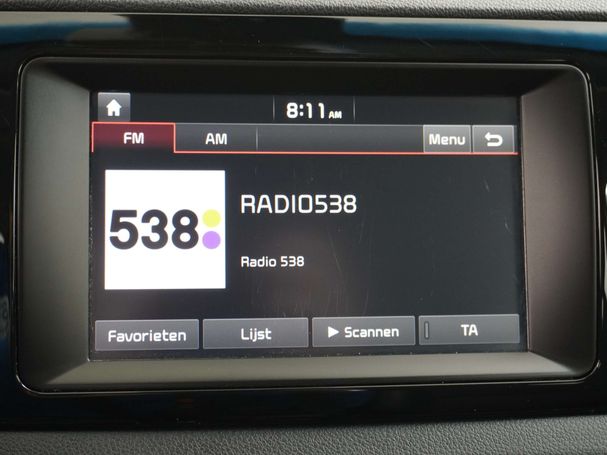 8:11 AM
FM AM Menu
538
RADIO538
Radio 538
Favorieten Lijst Scannen TA